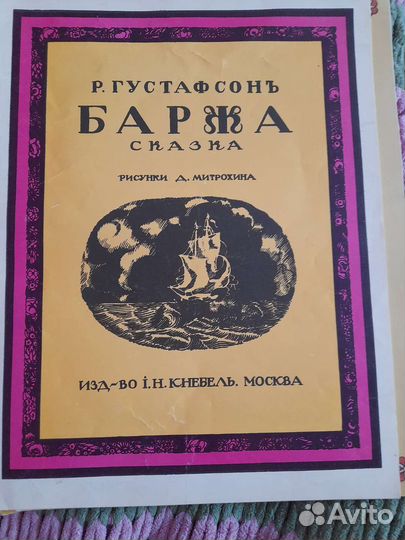 Р. ГУСТАФСОНЪ
БАРЖА
СКАЗКА
РИСУНКИ Д. МИТРОХИНА
ИЗД-ВО І.Н. КНЕБЕЛЬ. МОСКВА
Avito